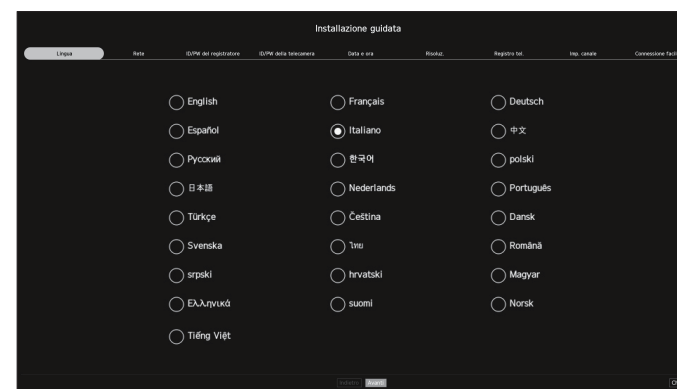 Installazione guidata
Lingua Rete ID/PW del registratore ID/PW della telecamera Data e ora Risoluz. Registro tel. Imp. canale Connessione facil
English Français Deutsch
Español Italiano 中文
Русский 한국어 polski
日本語 Nederlands Português
Türkçe Čeština Dansk
Svenska ไทย Română
srpski hrvatski Magyar
Ελληνικά suomi Norsk
Tiếng Việt
Indietro Avanti